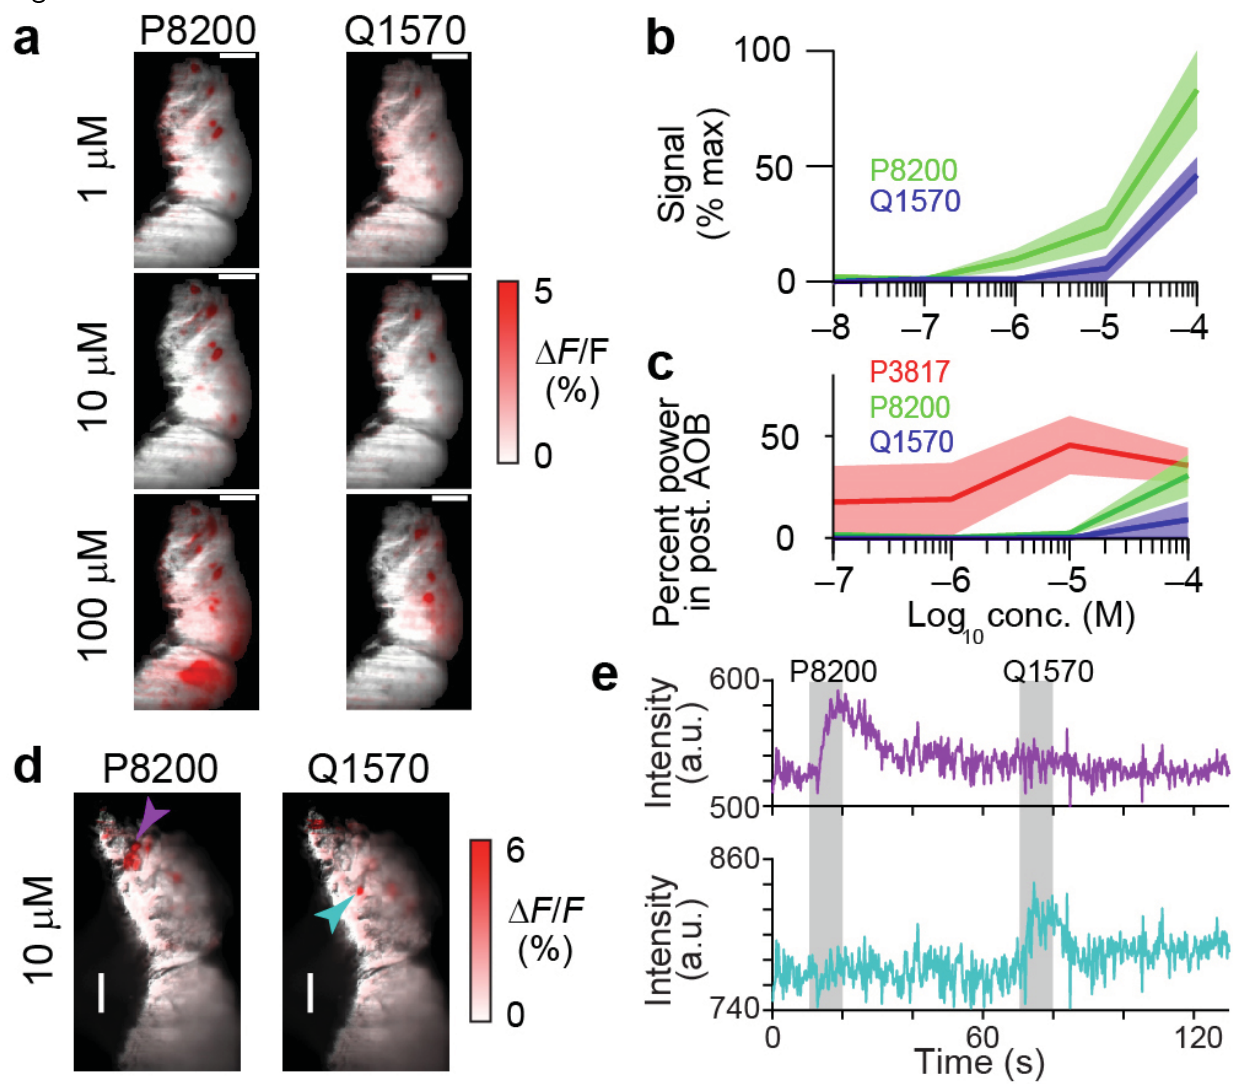 a
P8200
Q1570
1 µM
10 µM
100 µM
5
ΔF/F
(%)
0
b
100
50
0
Signal
(% max)
P8200
Q1570
–8
–7
–6
–5
–4
c
P3817
P8200
Q1570
50
0
Percent power
in post. AOB
–7
–6
–5
–4
Log10 conc. (M)
d
P8200
Q1570
10 µM
6
ΔF/F
(%)
0
e
P8200
Q1570
600
500
Intensity
(a.u.)
860
740
Intensity
(a.u.)
0
60
120
Time (s)